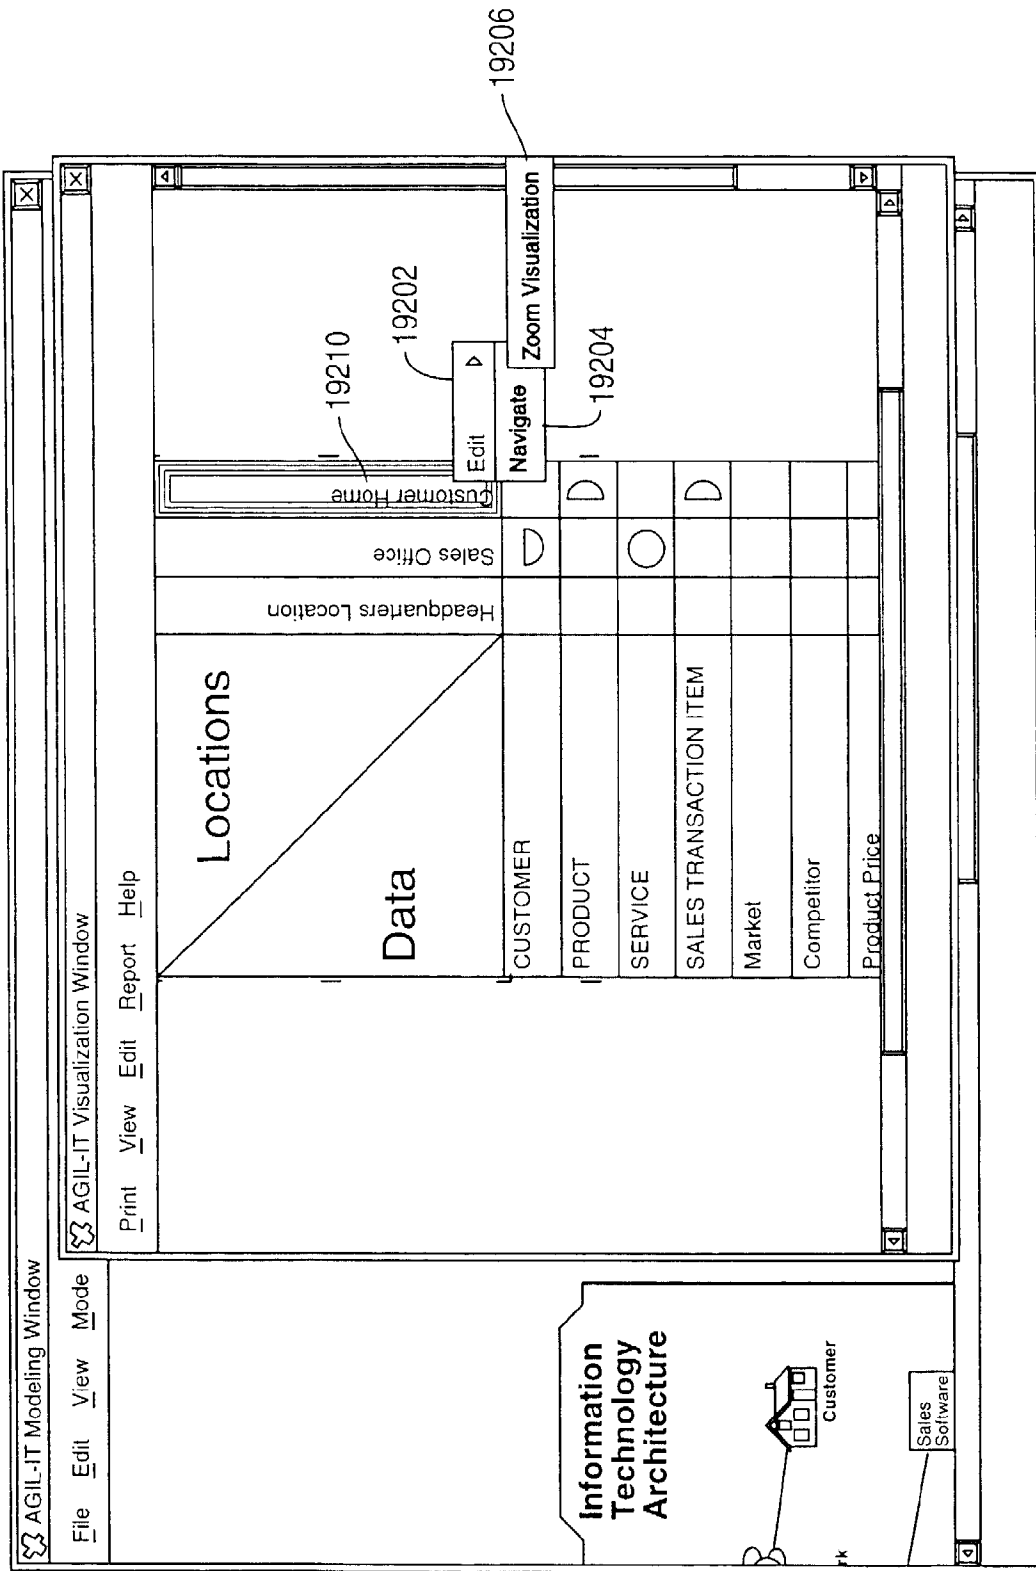 AGIL-IT Modeling Window
File Edit View Mode
AGIL-IT Visualization Window
Print View Edit Report Help
Locations
Data
Headquarters Location
Sales Office
Customer Home
19210
19202
Edit
Navigate
19204
Zoom Visualization
19206
CUSTOMER
PRODUCT
SERVICE
SALES TRANSACTION ITEM
Market
Competitor
Product Price
Information
Technology
Architecture
Customer
rk
Sales
Software